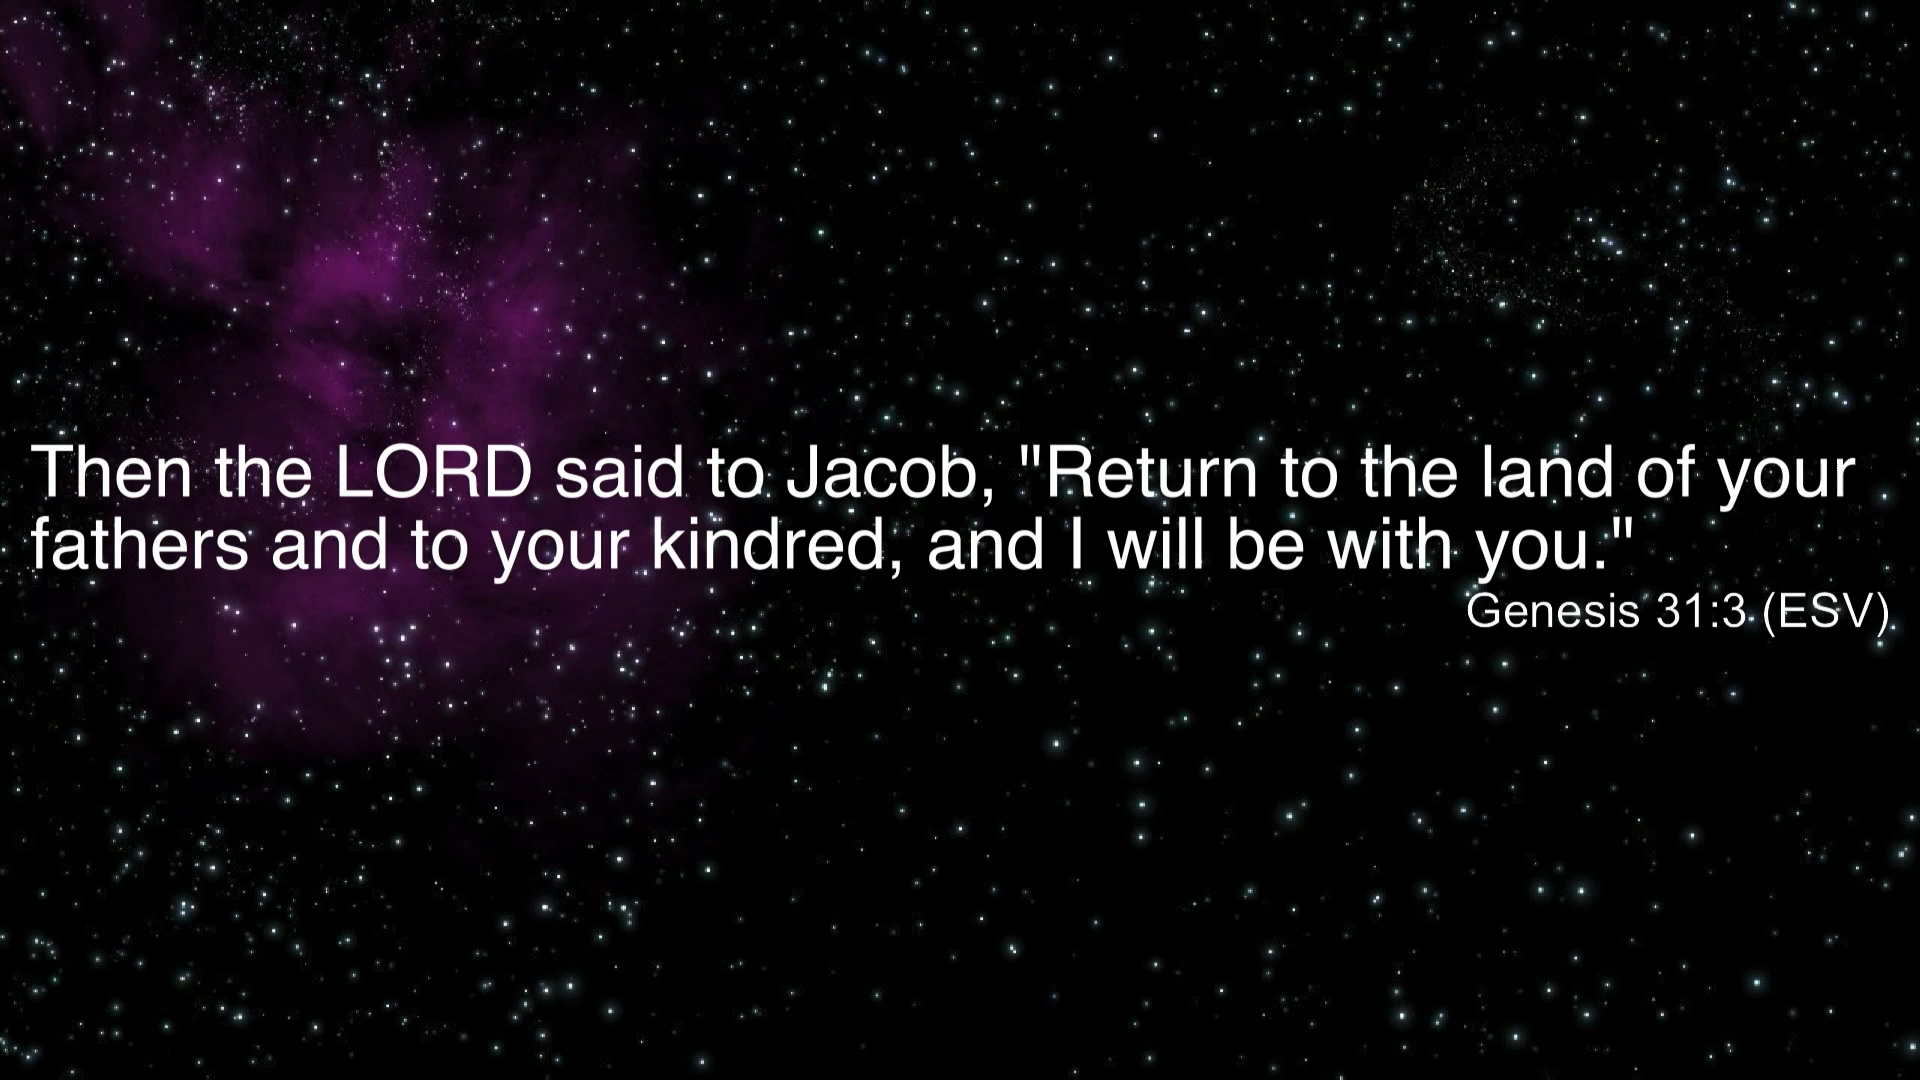 Then the LORD said to Jacob, "Return to the land of your
fathers and to your kindred, and I will be with you."
Genesis 31:3 (ESV)